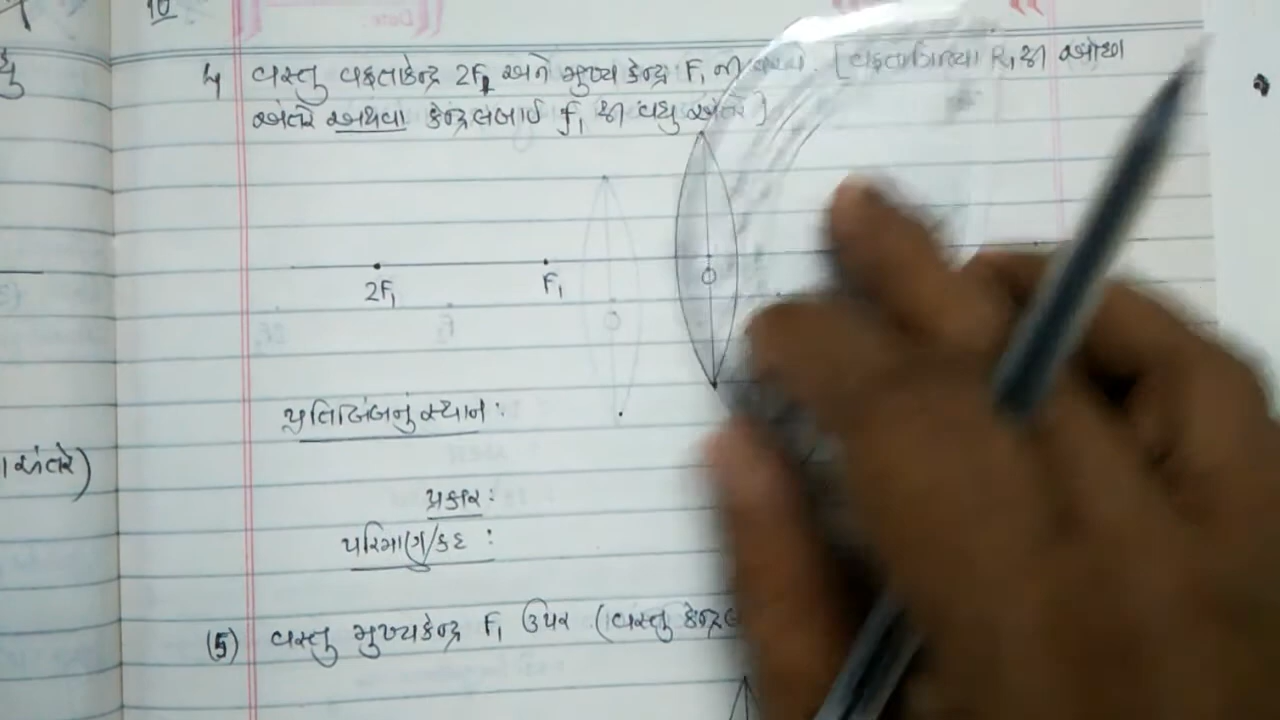 10
4 વસ્તુ વક્રતાકેન્દ્ર 2F₁ અને મુખ્ય કેન્દ્ર F₁ ની વચ્ચે. [વક્રતાત્રિજ્યા R₁ થી ઓછા
અંતરે અથવા કેન્દ્રલંબાઈ f₁ થી વધુ અંતરે]
2F₁ F₁ O
પ્રતિબિંબનું સ્થાન :
અંતરે)
પ્રકાર :
પરિમાણ/કદ :
(5) વસ્તુ મુખ્યકેન્દ્ર F₁ ઉપર (વસ્તુ